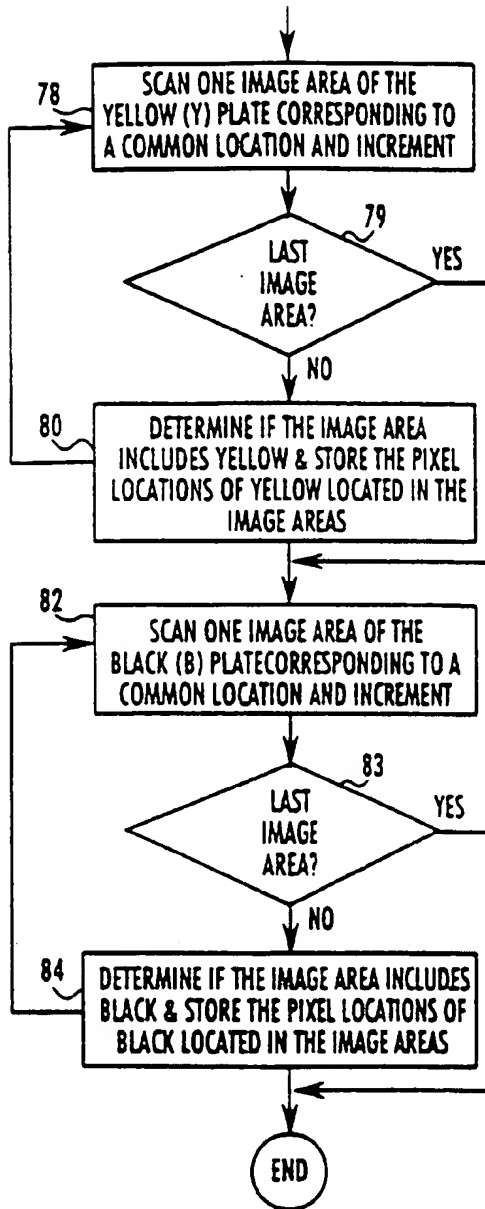 78
SCAN ONE IMAGE AREA OF THE
YELLOW (Y) PLATE CORRESPONDING TO
A COMMON LOCATION AND INCREMENT
79
LAST
IMAGE
AREA?
YES
NO
80
DETERMINE IF THE IMAGE AREA
INCLUDES YELLOW & STORE THE PIXEL
LOCATIONS OF YELLOW LOCATED IN THE
IMAGE AREAS
82
SCAN ONE IMAGE AREA OF THE
BLACK (B) PLATECORRESPONDING TO A
COMMON LOCATION AND INCREMENT
83
LAST
IMAGE
AREA?
YES
NO
84
DETERMINE IF THE IMAGE AREA INCLUDES
BLACK & STORE THE PIXEL LOCATIONS OF
BLACK LOCATED IN THE IMAGE AREAS
END